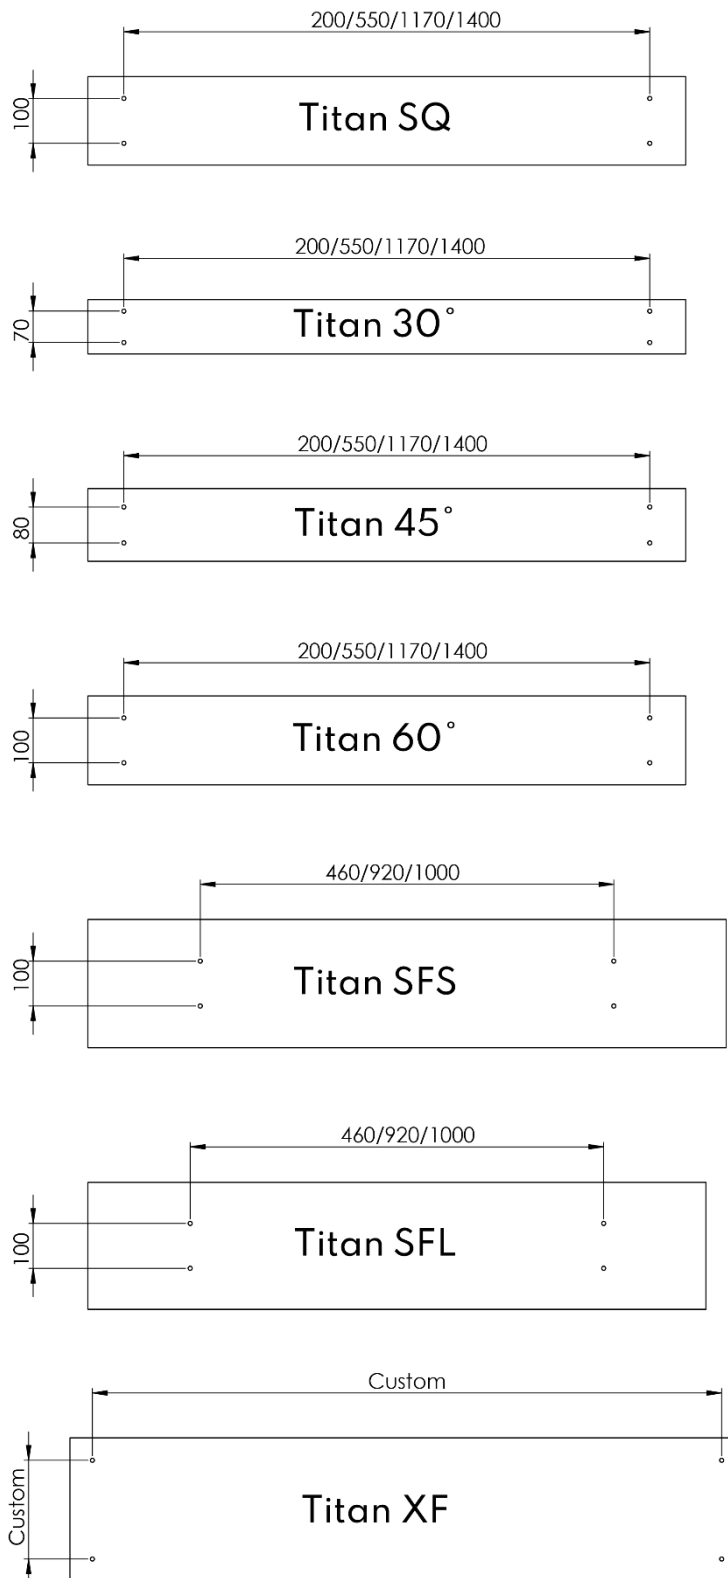 200/550/1170/1400
100
Titan SQ
200/550/1170/1400
70
Titan 30°
200/550/1170/1400
80
Titan 45°
200/550/1170/1400
100
Titan 60°
460/920/1000
100
Titan SFS
460/920/1000
100
Titan SFL
Custom
Custom
Titan XF